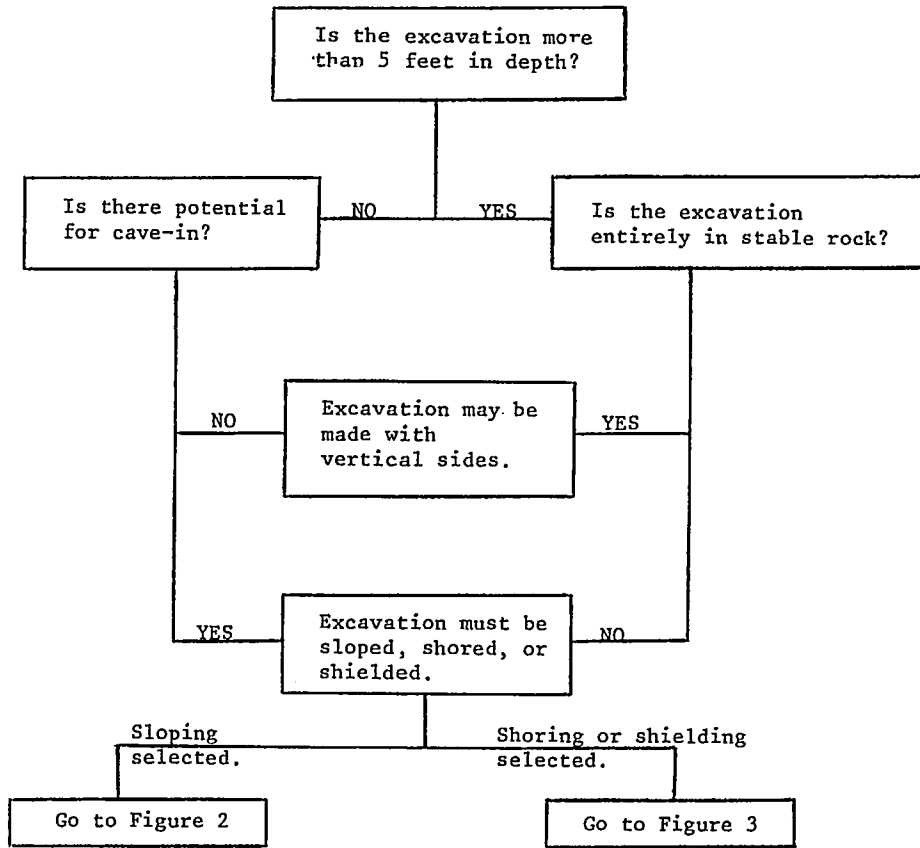 Is the excavation more
than 5 feet in depth?
NO
YES
Is there potential
for cave-in?
Is the excavation
entirely in stable rock?
NO
Excavation may be
made with
vertical sides.
YES
YES
Excavation must be
sloped, shored, or
shielded.
NO
Sloping
selected.
Shoring or shielding
selected.
Go to Figure 2
Go to Figure 3